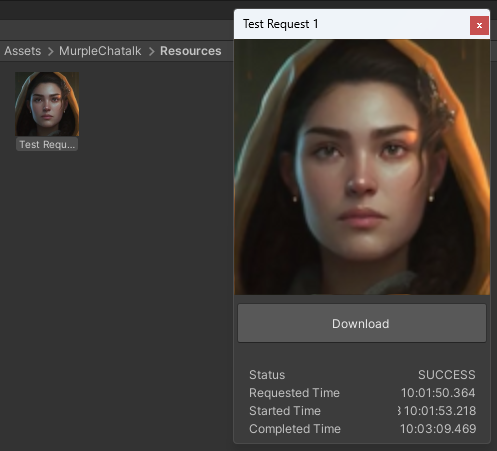 Test Request 1
x
Assets > MurpleChatalk > Resources
Test Requ...
Download
Status SUCCESS
Requested Time 10:01:50.364
Started Time 3 10:01:53.218
Completed Time 10:03:09.469